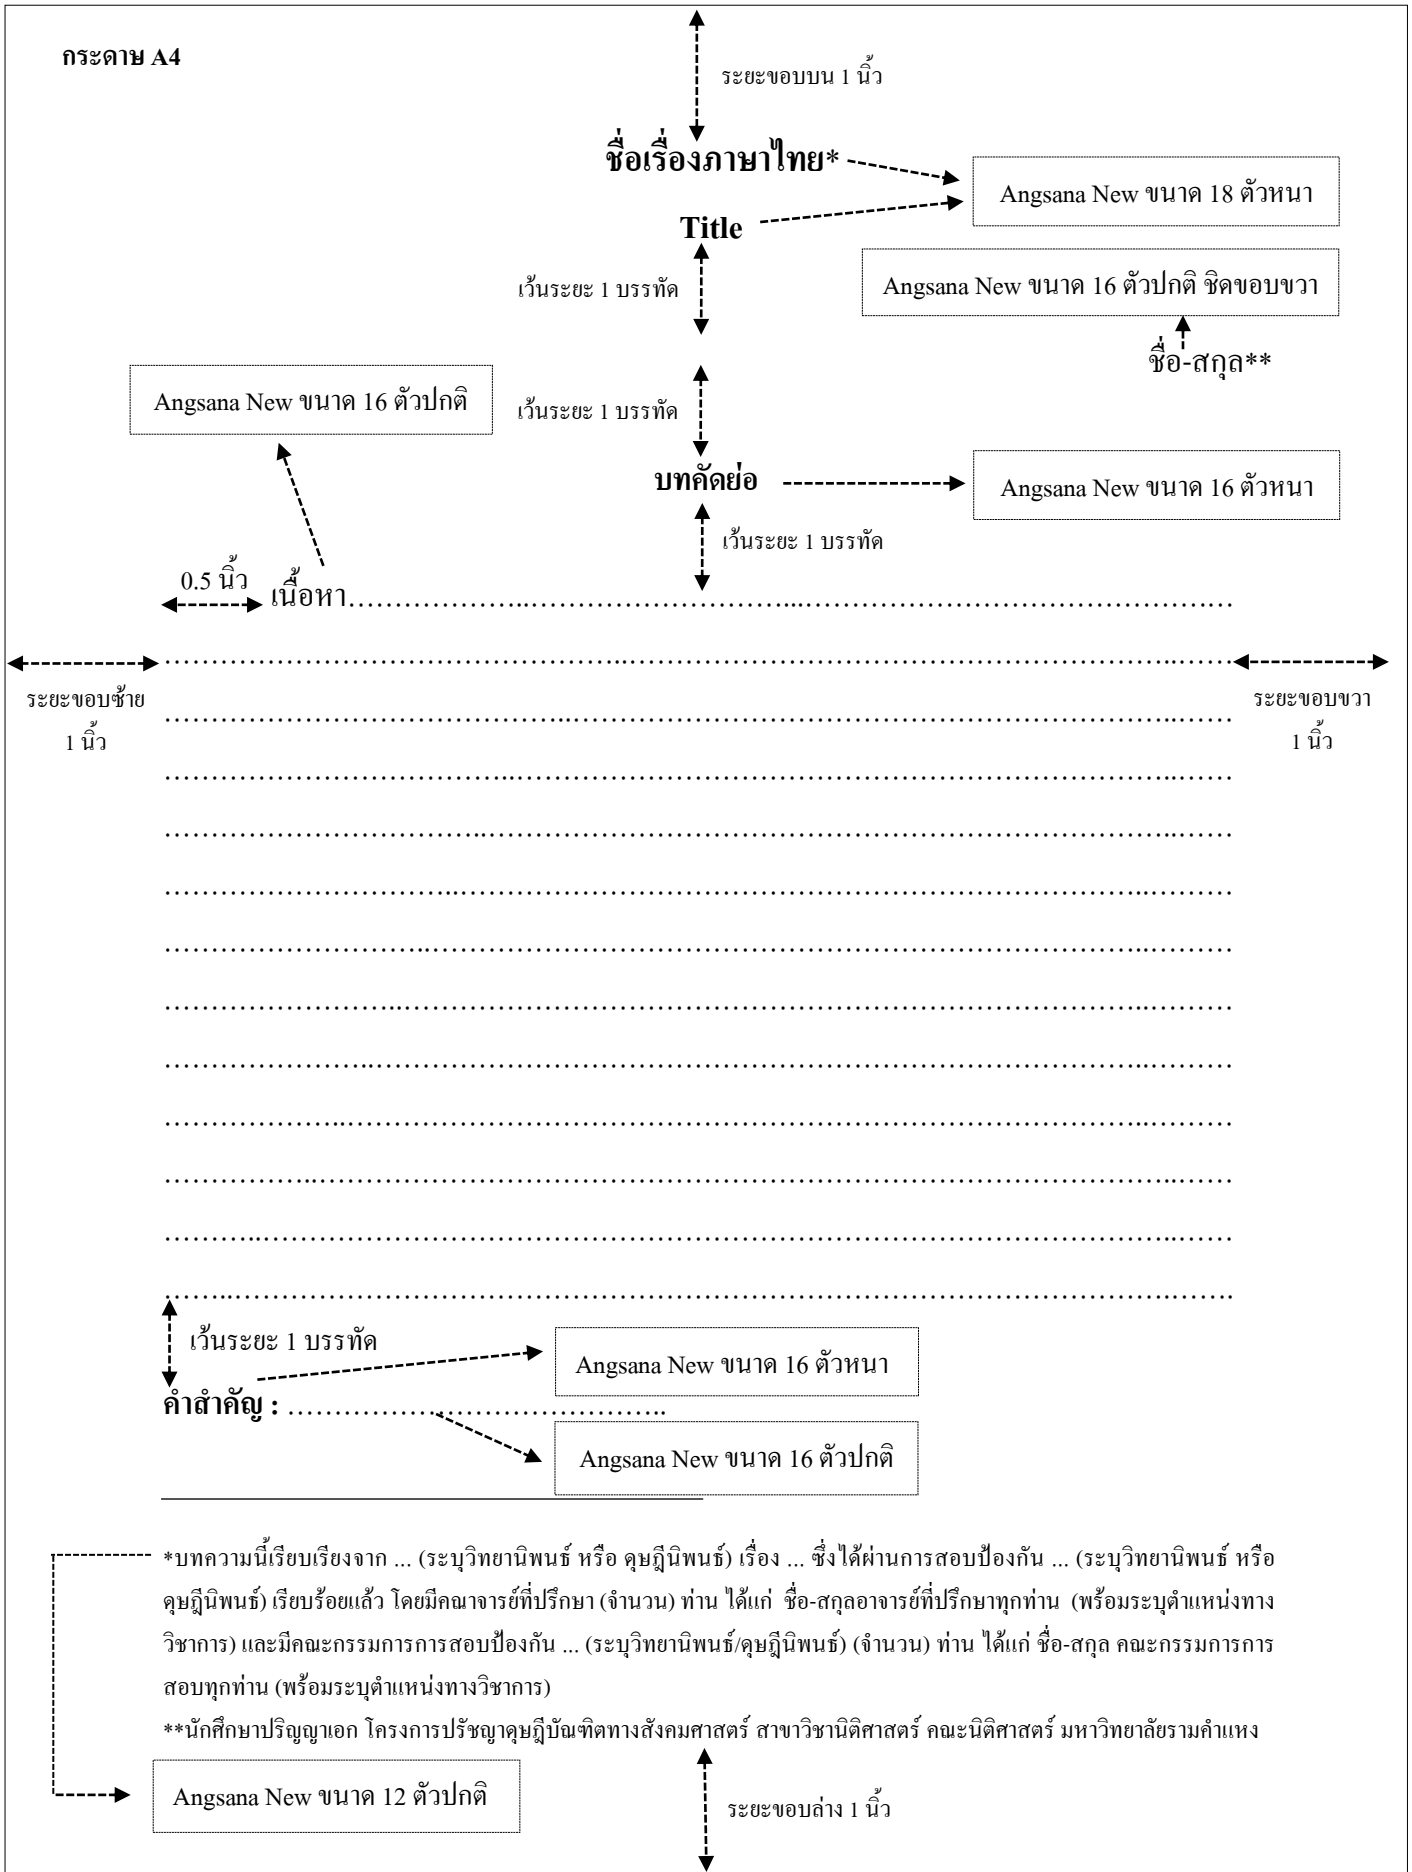 กระดาษ A4
ระยะขอบบน 1 นิ้ว
ชื่อเรื่องภาษาไทย*
Angsana New ขนาด 18 ตัวหนา
Title
เว้นระยะ 1 บรรทัด
Angsana New ขนาด 16 ตัวปกติ ชิดขอบขวา
ชื่อ-สกุล**
Angsana New ขนาด 16 ตัวปกติ
เว้นระยะ 1 บรรทัด
บทคัดย่อ
Angsana New ขนาด 16 ตัวหนา
เว้นระยะ 1 บรรทัด
0.5 นิ้ว
เนื้อหา
ระยะขอบซ้าย
1 นิ้ว
ระยะขอบขวา
1 นิ้ว
เว้นระยะ 1 บรรทัด
Angsana New ขนาด 16 ตัวหนา
คำสำคัญ :
Angsana New ขนาด 16 ตัวปกติ
*บทความนี้เรียบเรียงจาก ... (ระบุวิทยานิพนธ์ หรือ ดุษฎีนิพนธ์) เรื่อง ... ซึ่งได้ผ่านการสอบป้องกัน ... (ระบุวิทยานิพนธ์ หรือ
ดุษฎีนิพนธ์) เรียบร้อยแล้ว โดยมีคณาจารย์ที่ปรึกษา (จำนวน) ท่าน ได้แก่ ชื่อ-สกุลอาจารย์ที่ปรึกษาทุกท่าน (พร้อมระบุตำแหน่งทาง
วิชาการ) และมีคณะกรรมการการสอบป้องกัน ... (ระบุวิทยานิพนธ์/ดุษฎีนิพนธ์) (จำนวน) ท่าน ได้แก่ ชื่อ-สกุล คณะกรรมการการ
สอบทุกท่าน (พร้อมระบุตำแหน่งทางวิชาการ)
**นักศึกษาปริญญาเอก โครงการปรัชญาดุษฎีบัณฑิตทางสังคมศาสตร์ สาขาวิชานิติศาสตร์ คณะนิติศาสตร์ มหาวิทยาลัยรามคำแหง
Angsana New ขนาด 12 ตัวปกติ
ระยะขอบล่าง 1 นิ้ว